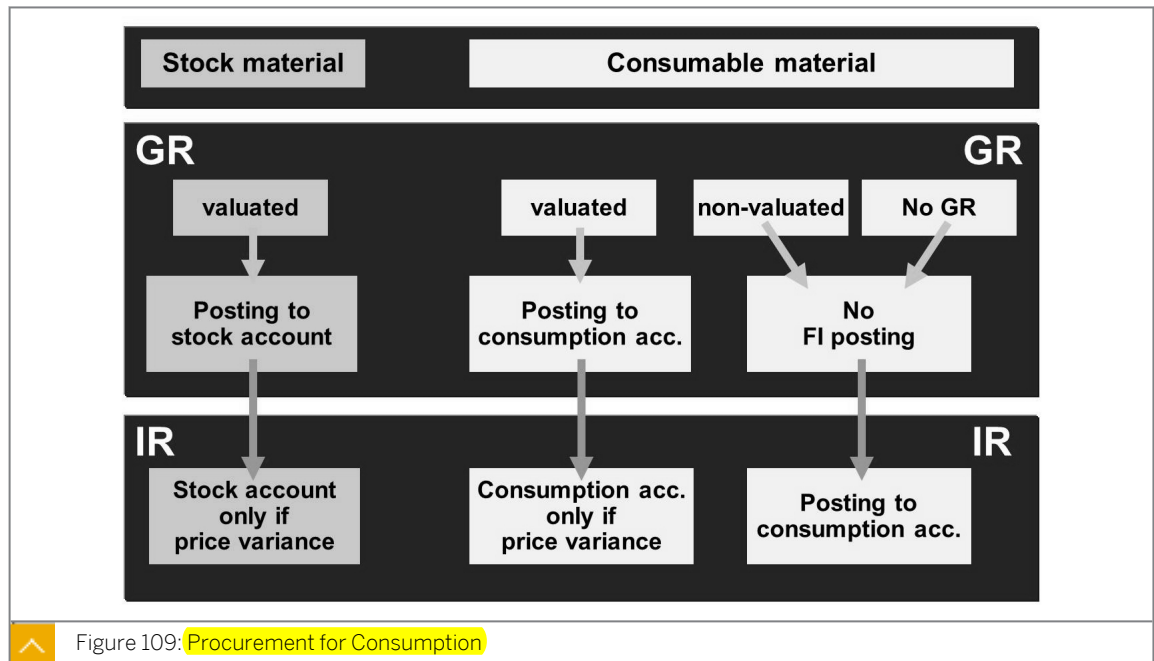 Stock material
Consumable material
GR
GR
valuated
valuated
non-valuated
No GR
Posting to
stock account
Posting to
consumption acc.
No
FI posting
IR
IR
Stock account
only if
price variance
Consumption acc.
only if
price variance
Posting to
consumption acc.
Figure 109: Procurement for Consumption